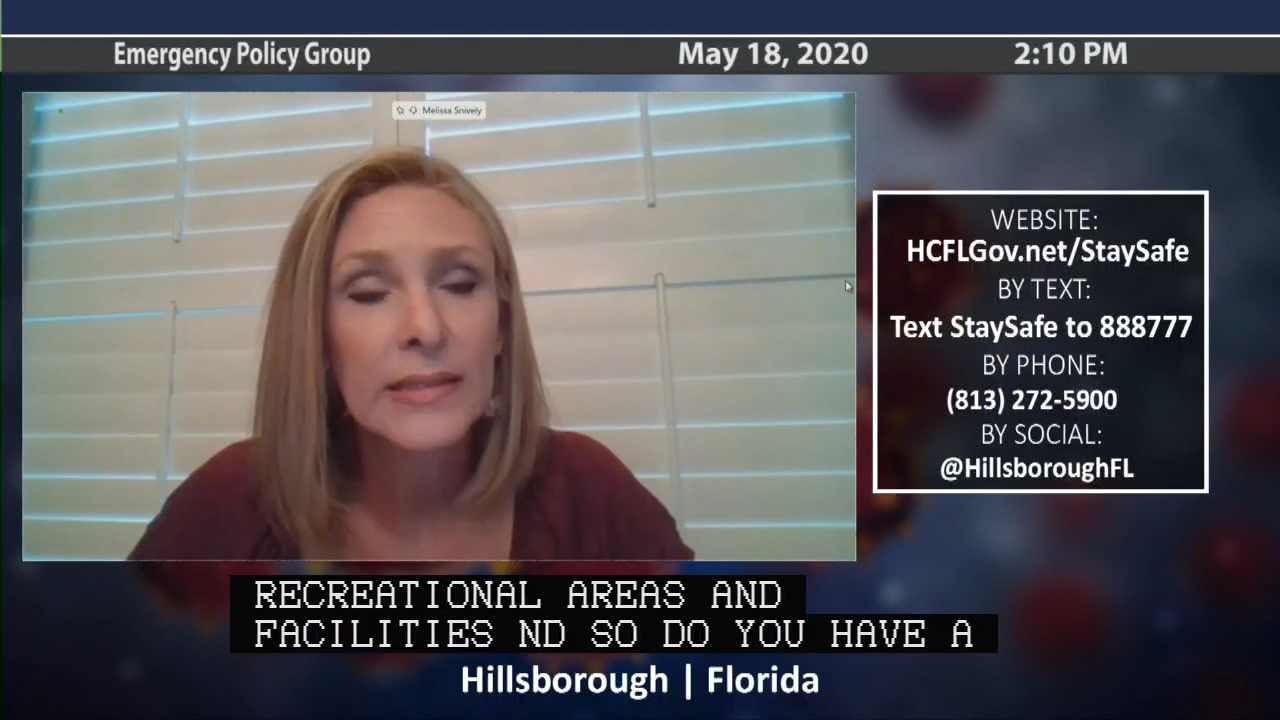 Emergency Policy Group May 18, 2020 2:10 PM
Melissa Snively
WEBSITE:
HCFLGov.net/StaySafe
BY TEXT:
Text StaySafe to 888777
BY PHONE:
(813) 272-5900
BY SOCIAL:
@HillsboroughFL
RECREATIONAL AREAS AND
FACILITIES ND SO DO YOU HAVE A
Hillsborough | Florida